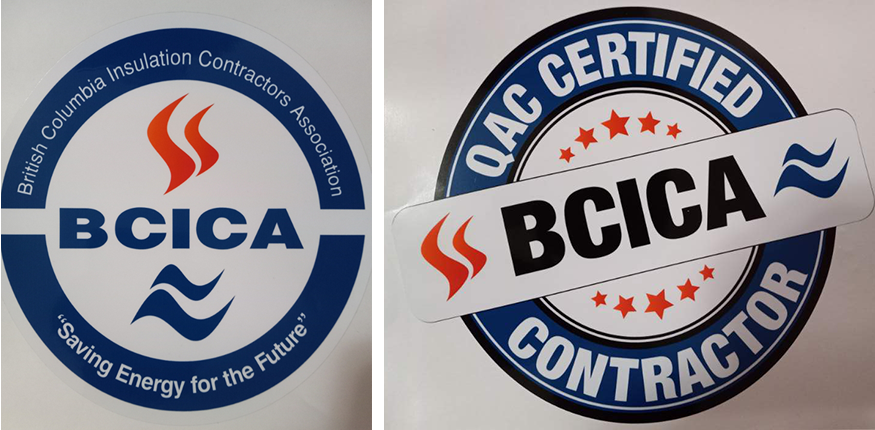 British Columbia Insulation Contractors Association
BCICA
“Saving Energy for the Future”
QAC CERTIFIED
BCICA
CONTRACTOR